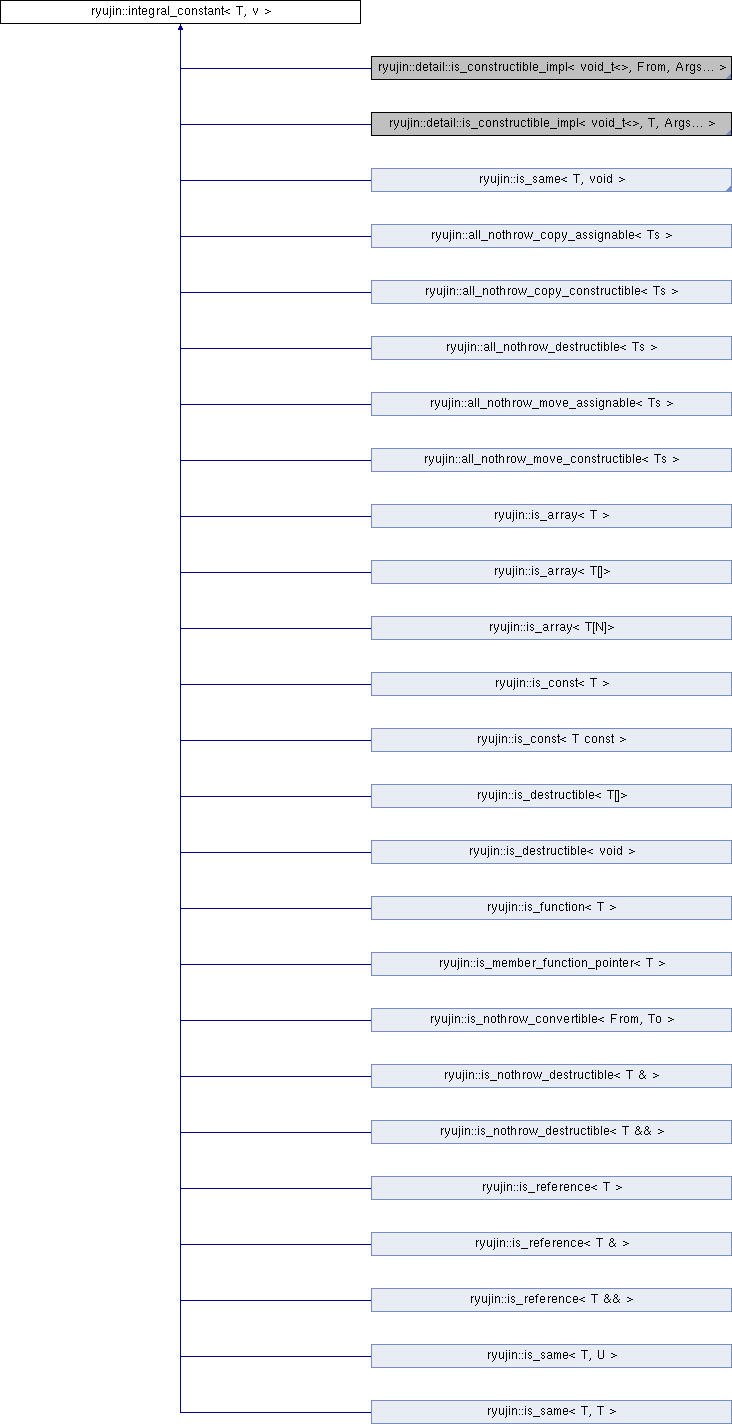 ryujin::integral_constant< T, v >
ryujin::detail::is_constructible_impl< void_t<>, From, Args... >
ryujin::detail::is_constructible_impl< void_t<>, T, Args... >
ryujin::is_same< T, void >
ryujin::all_nothrow_copy_assignable< Ts >
ryujin::all_nothrow_copy_constructible< Ts >
ryujin::all_nothrow_destructible< Ts >
ryujin::all_nothrow_move_assignable< Ts >
ryujin::all_nothrow_move_constructible< Ts >
ryujin::is_array< T >
ryujin::is_array< T[]>
ryujin::is_array< T[N]>
ryujin::is_const< T >
ryujin::is_const< T const >
ryujin::is_destructible< T[]>
ryujin::is_destructible< void >
ryujin::is_function< T >
ryujin::is_member_function_pointer< T >
ryujin::is_nothrow_convertible< From, To >
ryujin::is_nothrow_destructible< T & >
ryujin::is_nothrow_destructible< T && >
ryujin::is_reference< T >
ryujin::is_reference< T & >
ryujin::is_reference< T && >
ryujin::is_same< T, U >
ryujin::is_same< T, T >